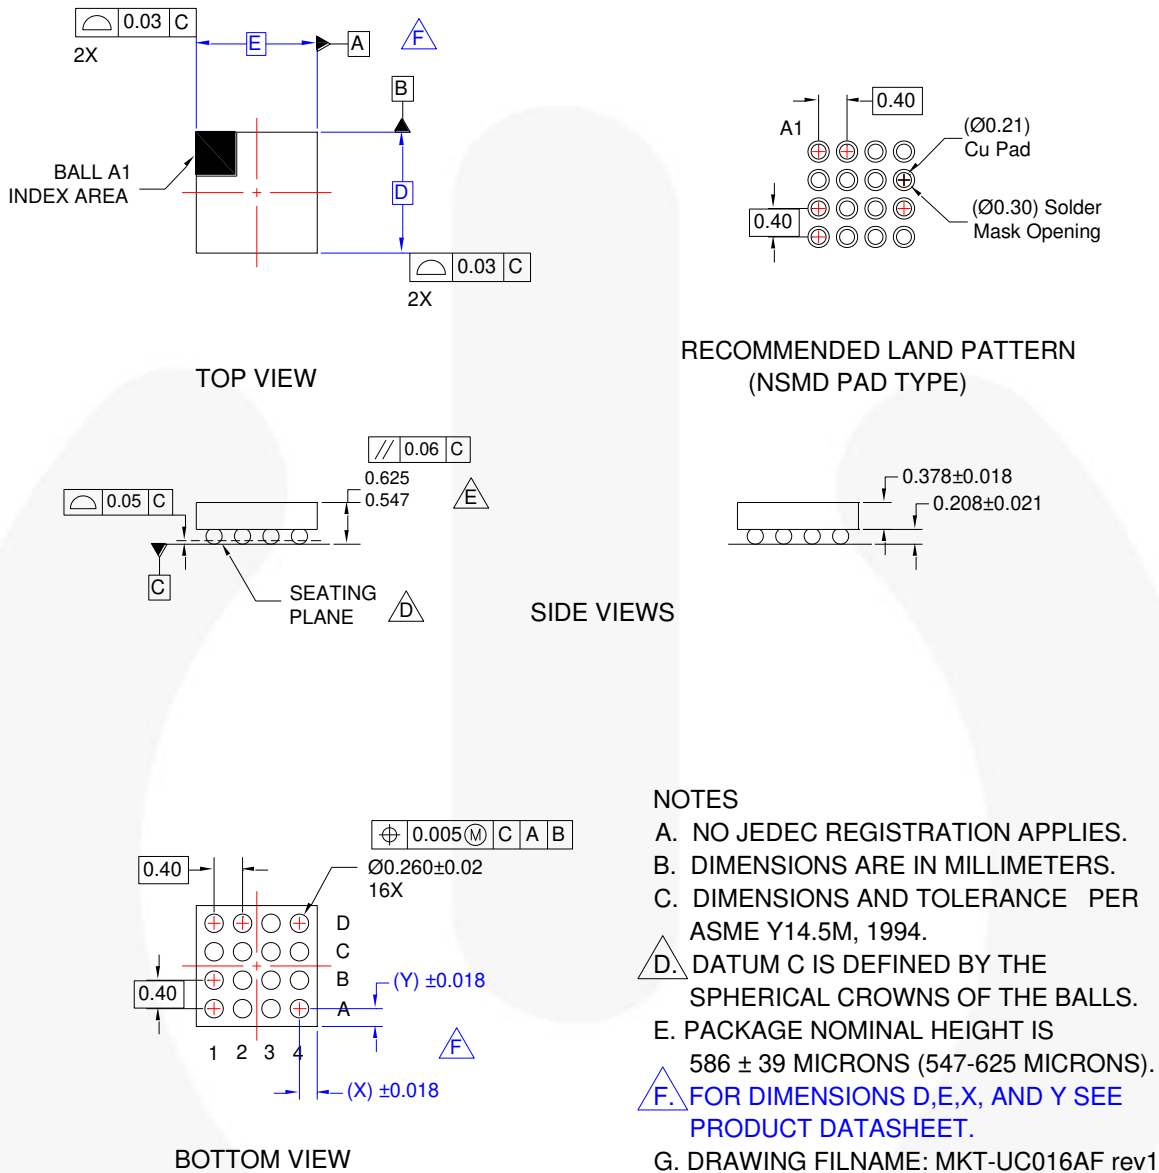 0.03 C
2X
E
A
F
B
BALL A1
INDEX AREA
D
0.03 C
2X
TOP VIEW
0.40
A1
(Ø0.21)
Cu Pad
0.40
(Ø0.30) Solder
Mask Opening
RECOMMENDED LAND PATTERN
(NSMD PAD TYPE)
// 0.06 C
0.625
0.547
E
0.05 C
C
SEATING
PLANE
D
0.378±0.018
0.208±0.021
SIDE VIEWS
0.005 Ⓜ C A B
Ø0.260±0.02
16X
0.40
D
C
B
A
0.40
(Y) ±0.018
F
1 2 3 4
(X) ±0.018
BOTTOM VIEW
NOTES
A. NO JEDEC REGISTRATION APPLIES.
B. DIMENSIONS ARE IN MILLIMETERS.
C. DIMENSIONS AND TOLERANCE PER
ASME Y14.5M, 1994.
D. DATUM C IS DEFINED BY THE
SPHERICAL CROWNS OF THE BALLS.
E. PACKAGE NOMINAL HEIGHT IS
586 ± 39 MICRONS (547-625 MICRONS).
F. FOR DIMENSIONS D,E,X, AND Y SEE
PRODUCT DATASHEET.
G. DRAWING FILNAME: MKT-UC016AF rev1